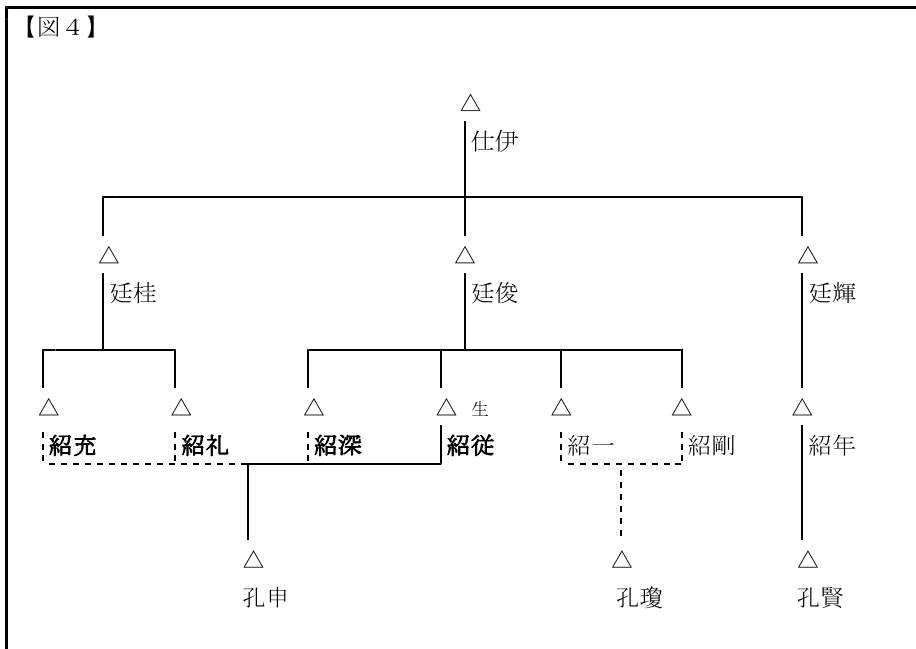 【図４】
△
仕伊
△ △ △
廷桂 廷俊 廷輝
△ △ △ △ 生 △ △ △
紹充 紹礼 紹深 紹従 紹一 紹剛 紹年
△ △ △
孔申 孔瓊 孔賢